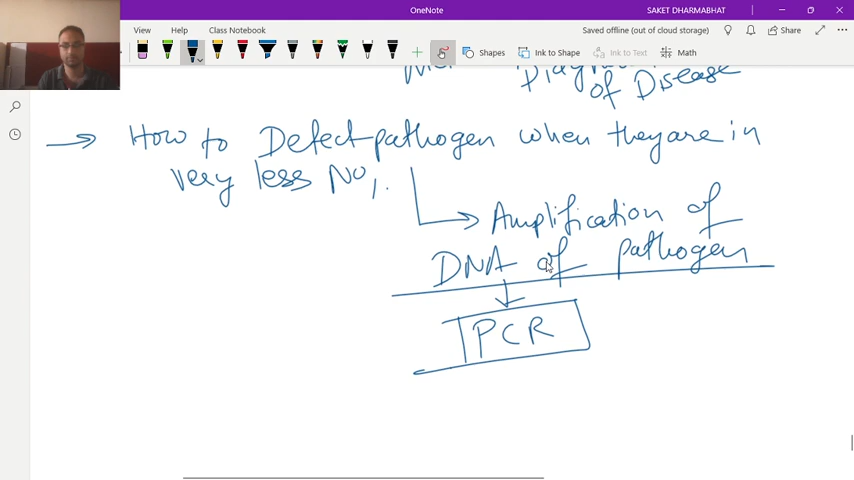 OneNote
SAKET DHARMABHAT
View Help Class Notebook
Saved offline (out of cloud storage)
Share
Shapes
Ink to Shape
Ink to Text
Math
of Disease
How to Detect pathogen when they are in
very less No,.
Amplification of
DNA of pathogen
PCR